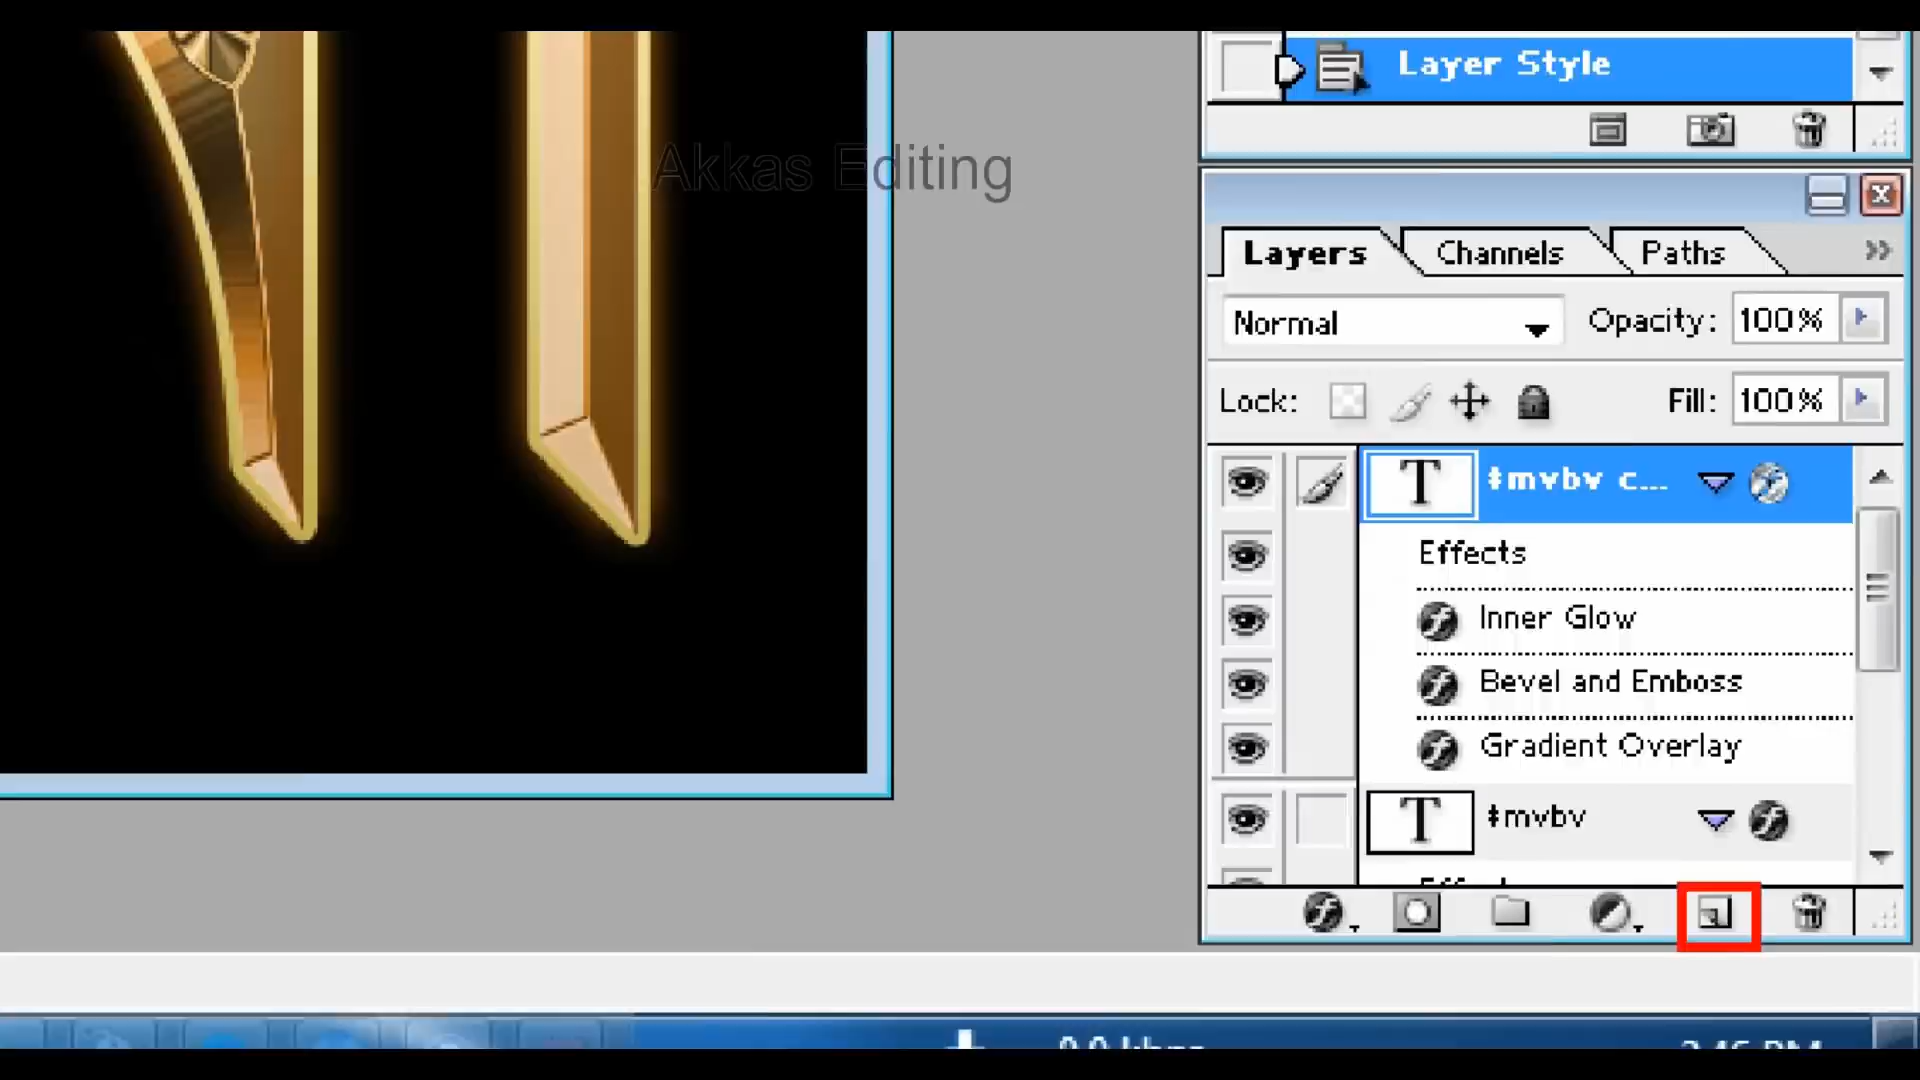 Layer Style
Akkas Editing
Layers
Channels
Paths
Normal
Opacity:
100%
Lock:
Fill:
100%
T
‡mvbv c...
Effects
Inner Glow
Bevel and Emboss
Gradient Overlay
T
‡mvbv